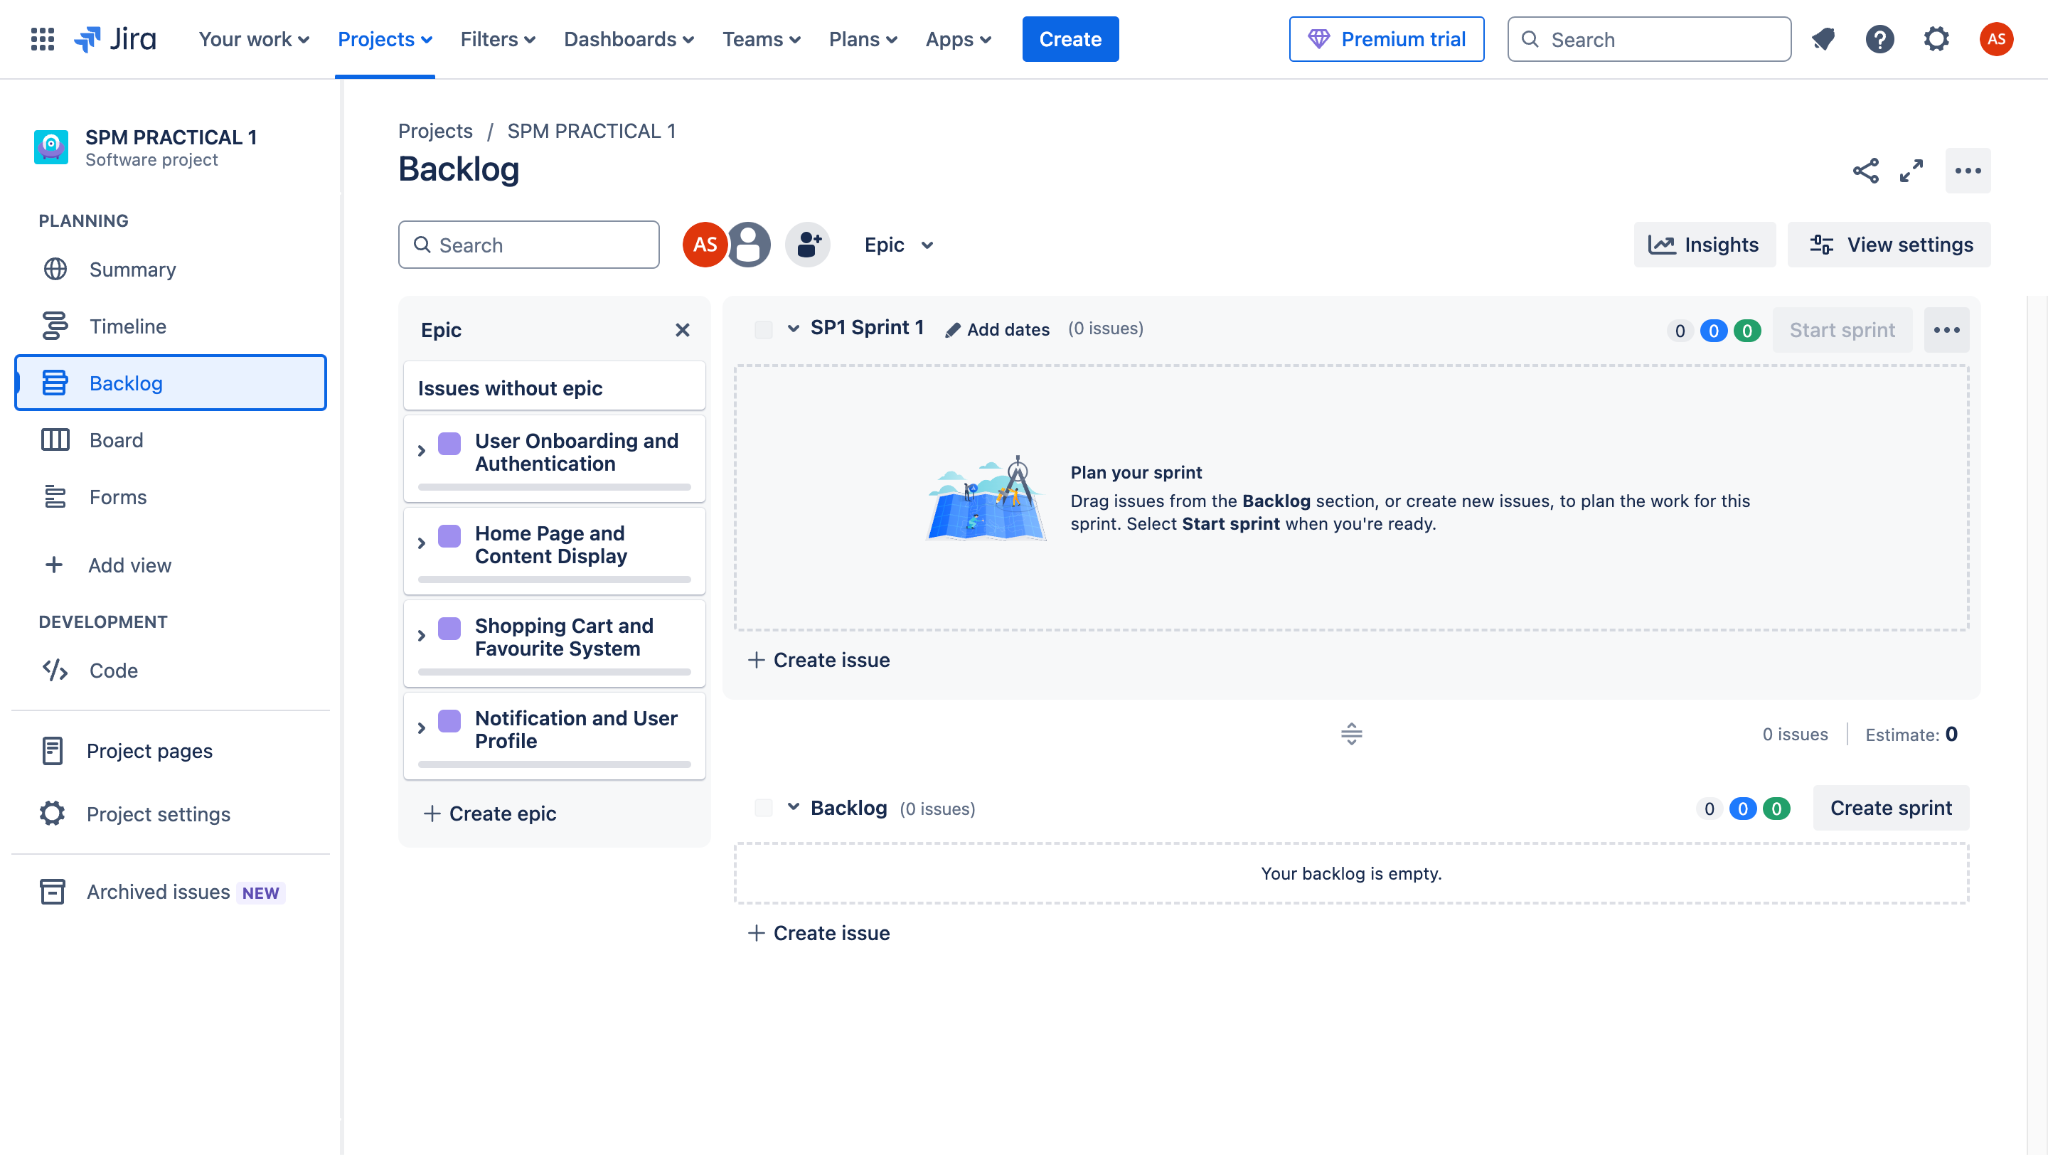 Jira
Your work
Projects
Filters
Dashboards
Teams
Plans
Apps
Create
Premium trial
Search
AS
SPM PRACTICAL 1
Software project
PLANNING
Summary
Timeline
Backlog
Board
Forms
Add view
DEVELOPMENT
Code
Project pages
Project settings
Archived issues NEW
Projects / SPM PRACTICAL 1
Backlog
Search
AS
Epic
Insights
View settings
Epic
Issues without epic
User Onboarding and
Authentication
Home Page and
Content Display
Shopping Cart and
Favourite System
Notification and User
Profile
Create epic
SP1 Sprint 1 Add dates (0 issues)
0 0 0 Start sprint
Plan your sprint
Drag issues from the Backlog section, or create new issues, to plan the work for this
sprint. Select Start sprint when you're ready.
Create issue
0 issues Estimate: 0
Backlog (0 issues)
0 0 0 Create sprint
Your backlog is empty.
Create issue